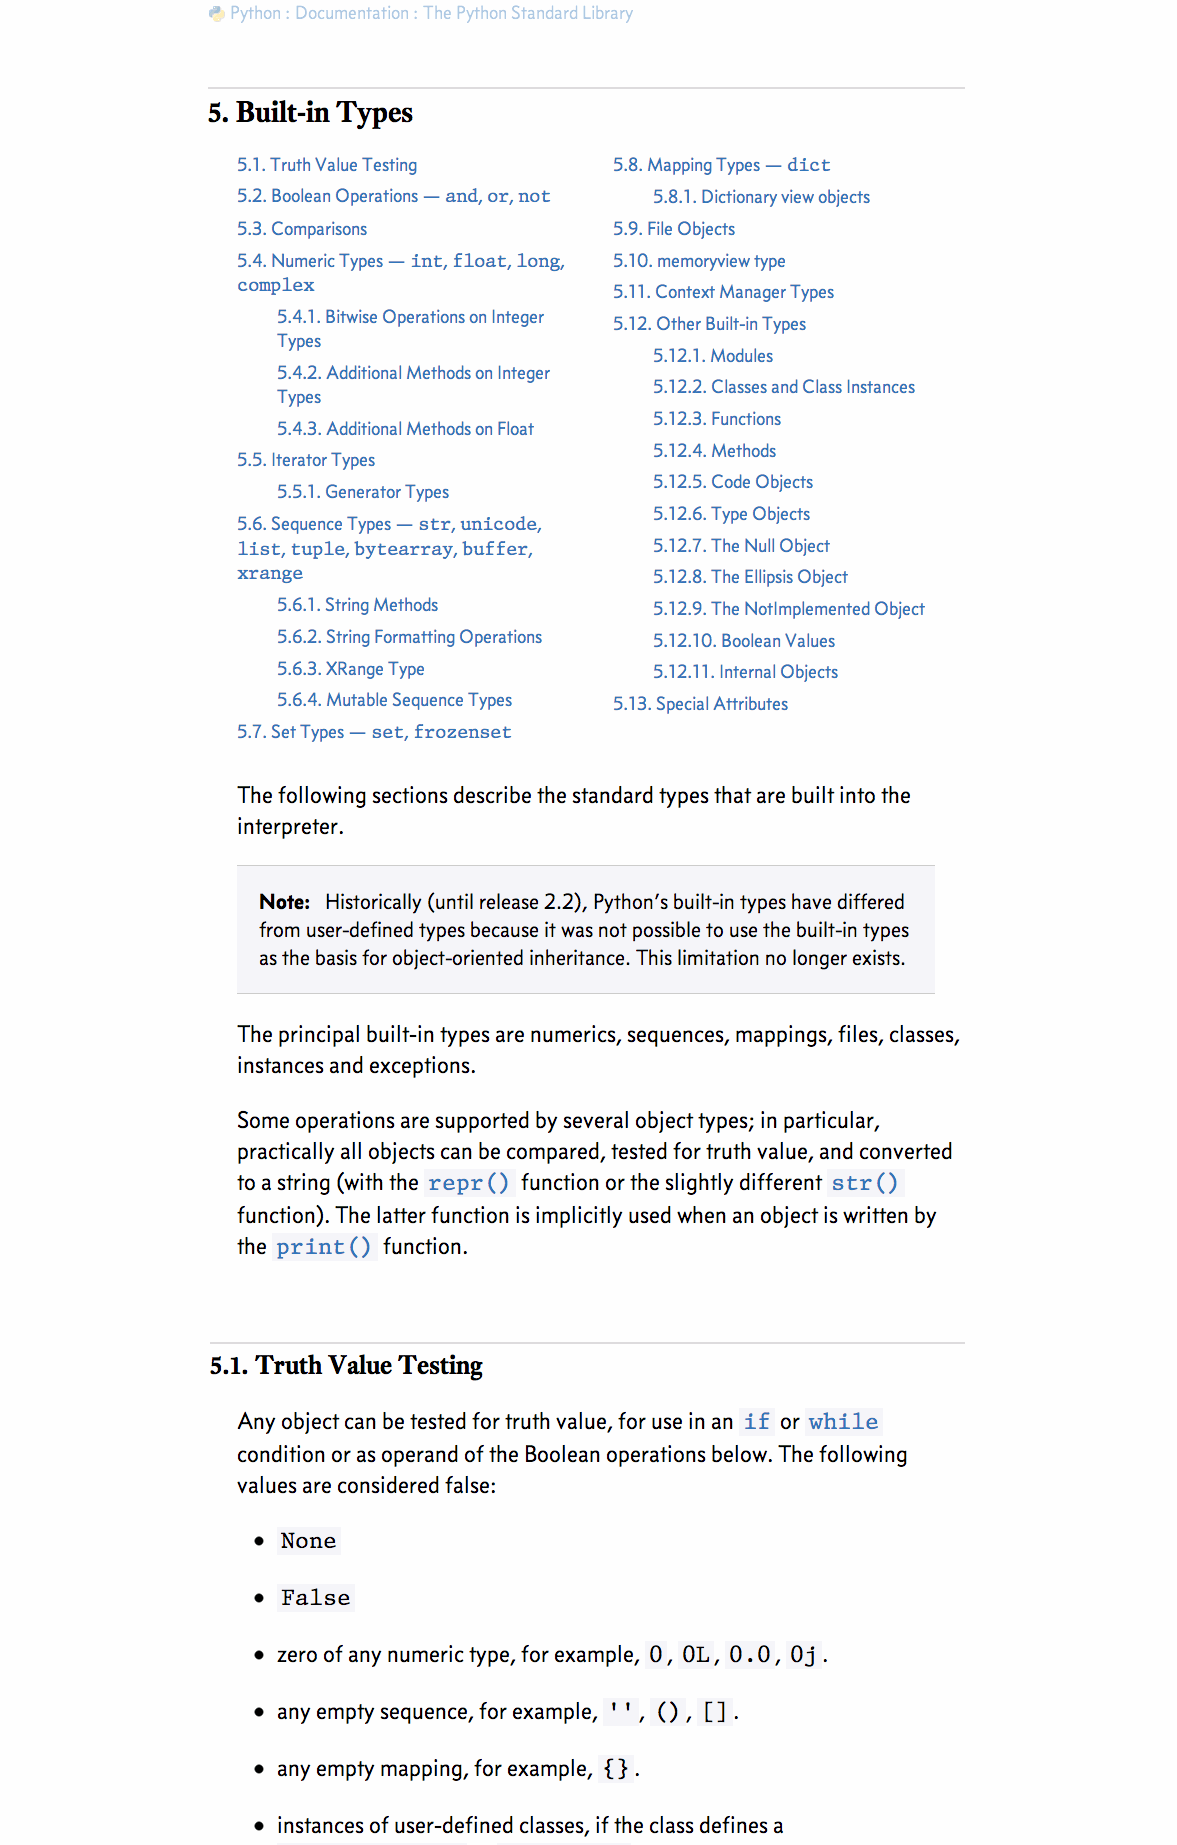 Python : Documentation : The Python Standard Library
5. Built-in Types
5.1. Truth Value Testing
5.2. Boolean Operations — and, or, not
5.3. Comparisons
5.4. Numeric Types — int, float, long,
complex
5.4.1. Bitwise Operations on Integer
Types
5.4.2. Additional Methods on Integer
Types
5.4.3. Additional Methods on Float
5.5. Iterator Types
5.5.1. Generator Types
5.6. Sequence Types — str, unicode,
list, tuple, bytearray, buffer,
xrange
5.6.1. String Methods
5.6.2. String Formatting Operations
5.6.3. XRange Type
5.6.4. Mutable Sequence Types
5.7. Set Types — set, frozenset
5.8. Mapping Types — dict
5.8.1. Dictionary view objects
5.9. File Objects
5.10. memoryview type
5.11. Context Manager Types
5.12. Other Built-in Types
5.12.1. Modules
5.12.2. Classes and Class Instances
5.12.3. Functions
5.12.4. Methods
5.12.5. Code Objects
5.12.6. Type Objects
5.12.7. The Null Object
5.12.8. The Ellipsis Object
5.12.9. The NotImplemented Object
5.12.10. Boolean Values
5.12.11. Internal Objects
5.13. Special Attributes
The following sections describe the standard types that are built into the
interpreter.
Note: Historically (until release 2.2), Python’s built-in types have differed
from user-defined types because it was not possible to use the built-in types
as the basis for object-oriented inheritance. This limitation no longer exists.
The principal built-in types are numerics, sequences, mappings, files, classes,
instances and exceptions.
Some operations are supported by several object types; in particular,
practically all objects can be compared, tested for truth value, and converted
to a string (with the repr() function or the slightly different str()
function). The latter function is implicitly used when an object is written by
the print() function.
5.1. Truth Value Testing
Any object can be tested for truth value, for use in an if or while
condition or as operand of the Boolean operations below. The following
values are considered false:
• None
• False
• zero of any numeric type, for example, 0, 0L, 0.0, 0j.
• any empty sequence, for example, '', (), [].
• any empty mapping, for example, {}.
• instances of user-defined classes, if the class defines a